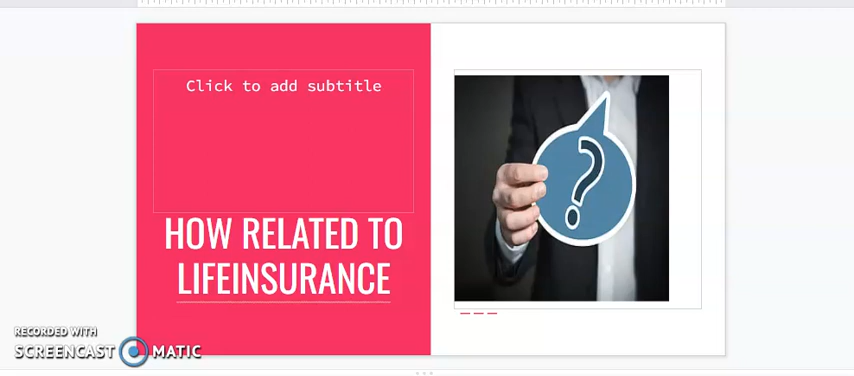 Click to add subtitle
HOW RELATED TO
LIFEINSURANCE
?
RECORDED WITH
SCREENCAST MATIC